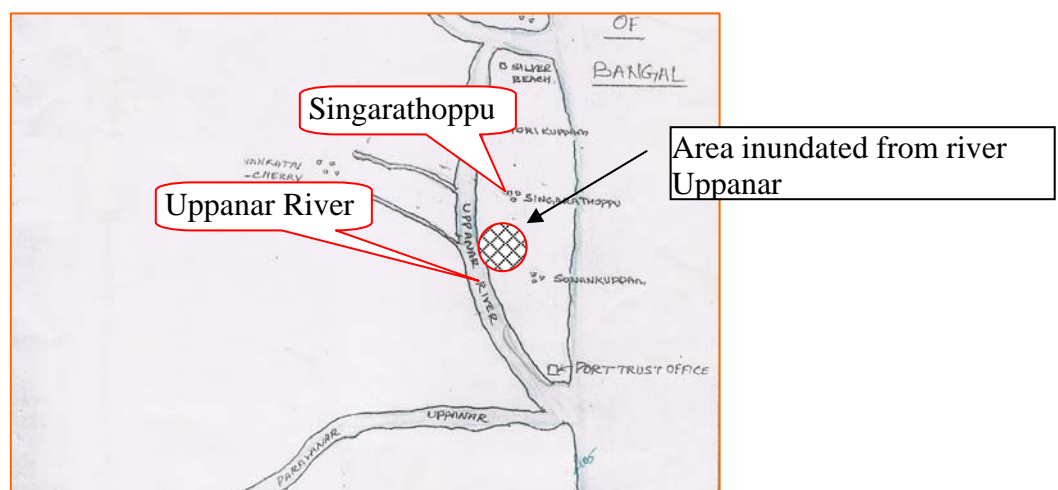 OF
BANGAL
SILVER
BEACH
Singarathoppu
Area inundated from river
Uppanar
VANKATTU
-CHERRY
SINGARATHOPPU
Uppanar River
UPPANAR
RIVER
SONANKUPPAM
PORT TRUST OFFICE
UPPANAR
PARAVANAR